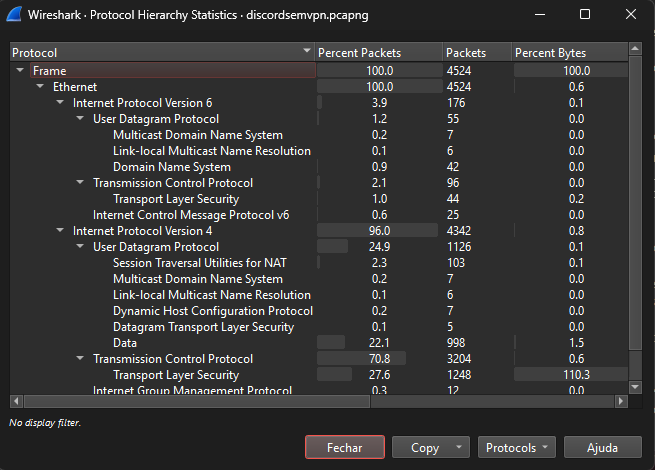 Wireshark · Protocol Hierarchy Statistics · discordsemvpn.pcapng
Protocol Percent Packets Packets Percent Bytes
Frame 100.0 4524 100.0
Ethernet 100.0 4524 0.6
Internet Protocol Version 6 3.9 176 0.1
User Datagram Protocol 1.2 55 0.0
Multicast Domain Name System 0.2 7 0.0
Link-local Multicast Name Resolution 0.1 6 0.0
Domain Name System 0.9 42 0.0
Transmission Control Protocol 2.1 96 0.0
Transport Layer Security 1.0 44 0.2
Internet Control Message Protocol v6 0.6 25 0.0
Internet Protocol Version 4 96.0 4342 0.8
User Datagram Protocol 24.9 1126 0.1
Session Traversal Utilities for NAT 2.3 103 0.1
Multicast Domain Name System 0.2 7 0.0
Link-local Multicast Name Resolution 0.1 6 0.0
Dynamic Host Configuration Protocol 0.2 7 0.0
Datagram Transport Layer Security 0.1 5 0.0
Data 22.1 998 1.5
Transmission Control Protocol 70.8 3204 0.6
Transport Layer Security 27.6 1248 110.3
Internet Group Management Protocol 0.3 12 0.0
No display filter.
Fechar Copy Protocols Ajuda